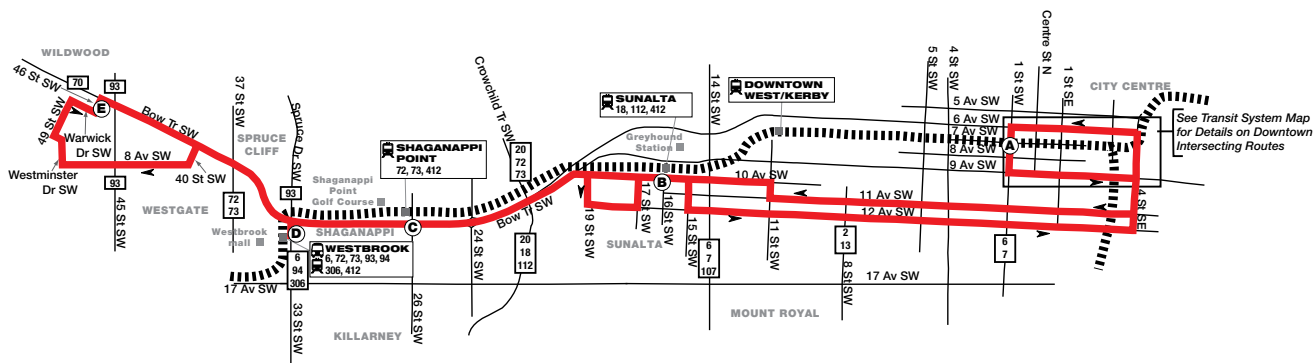 WILDWOOD
46 St SW
70
93
E
49 St SW
Warwick
Dr SW
Bow Tr SW
8 Av SW
Westminster
Dr SW
40 St SW
93
45 St SW
WESTGATE
37 St SW
SPRUCE
CLIFF
72
73
Spruce Dr SW
93
Westbrook
mall
D
WESTBROOK
6, 72, 73, 93, 94
306, 412
6
94
306
17 Av SW
33 St SW
Shaganappi
Point
Golf Course
SHAGANAPPI
SHAGANAPPI
POINT
72, 73, 412
C
26 St SW
KILLARNEY
24 St SW
Crowchild Tr SW
20
72
73
Bow Tr SW
20
18
112
19 St SW
17 St SW
SUNALTA
SUNALTA
18, 112, 412
Greyhound
Station
B
16 St SW
15 St SW
14 St SW
6
7
107
DOWNTOWN
WEST/KERBY
10 Av SW
11 Av SW
12 Av SW
11 St SW
2
13
8 St SW
17 Av SW
MOUNT ROYAL
5 St SW
4 St SW
1 St SW
Centre St N
1 St SE
CITY CENTRE
5 Av SW
6 Av SW
7 Av SW
8 Av SW
9 Av SW
A
6
7
4 St SE
See Transit System Map
for Details on Downtown
Intersecting Routes